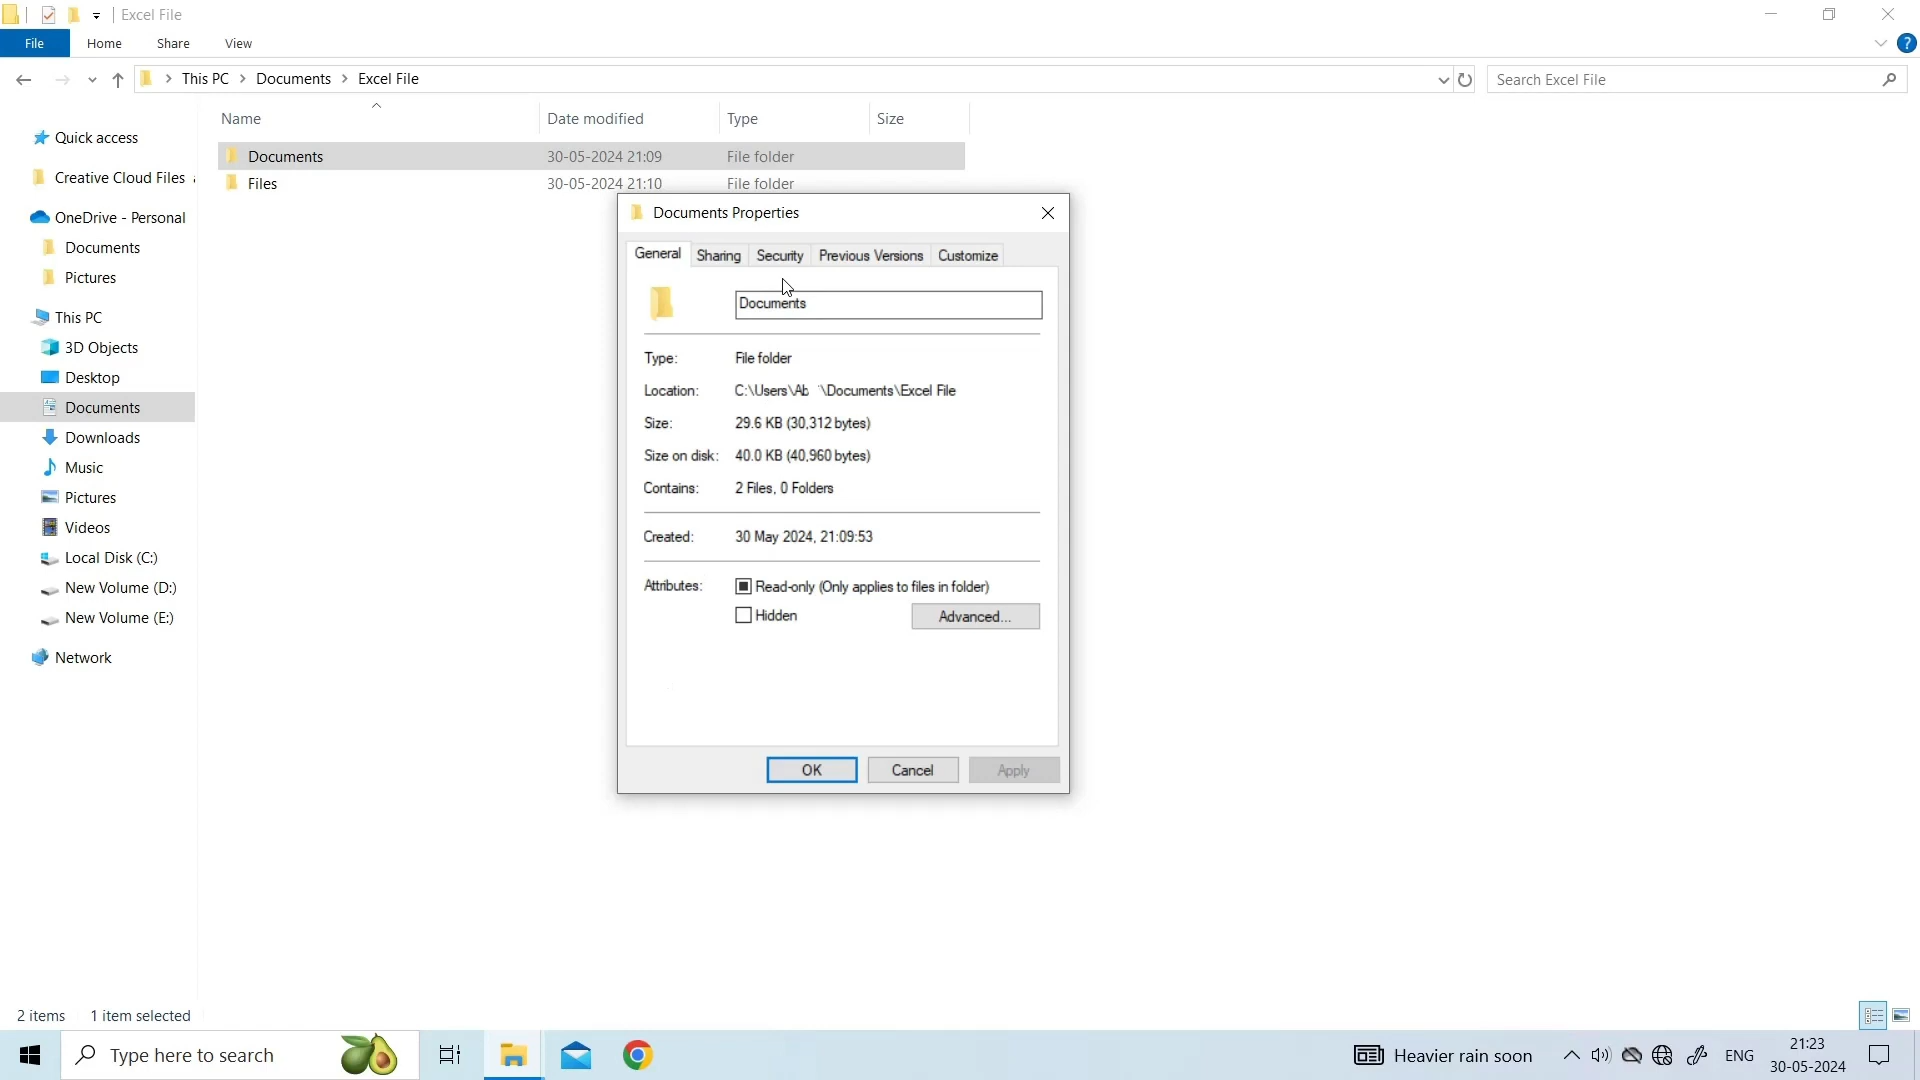 Excel File
File Home Share View
This PC Documents Excel File
Search Excel File
Name Date modified Type Size
Quick access
Creative Cloud Files
OneDrive - Personal
Documents
Pictures
This PC
3D Objects
Desktop
Documents
Downloads
Music
Pictures
Videos
Local Disk (C:)
New Volume (D:)
New Volume (E:)
Network
Documents 30-05-2024 21:09 File folder
Files 30-05-2024 21:10 File folder
Documents Properties
General Sharing Security Previous Versions Customize
Documents
Type: File folder
Location: C:\Users\Ab \Documents\Excel File
Size: 29.6 KB (30,312 bytes)
Size on disk: 40.0 KB (40,960 bytes)
Contains: 2 Files, 0 Folders
Created: 30 May 2024, 21:09:53
Attributes: Read-only (Only applies to files in folder)
Hidden Advanced...
OK Cancel Apply
2 items 1 item selected
Type here to search
Heavier rain soon
ENG
21:23
30-05-2024